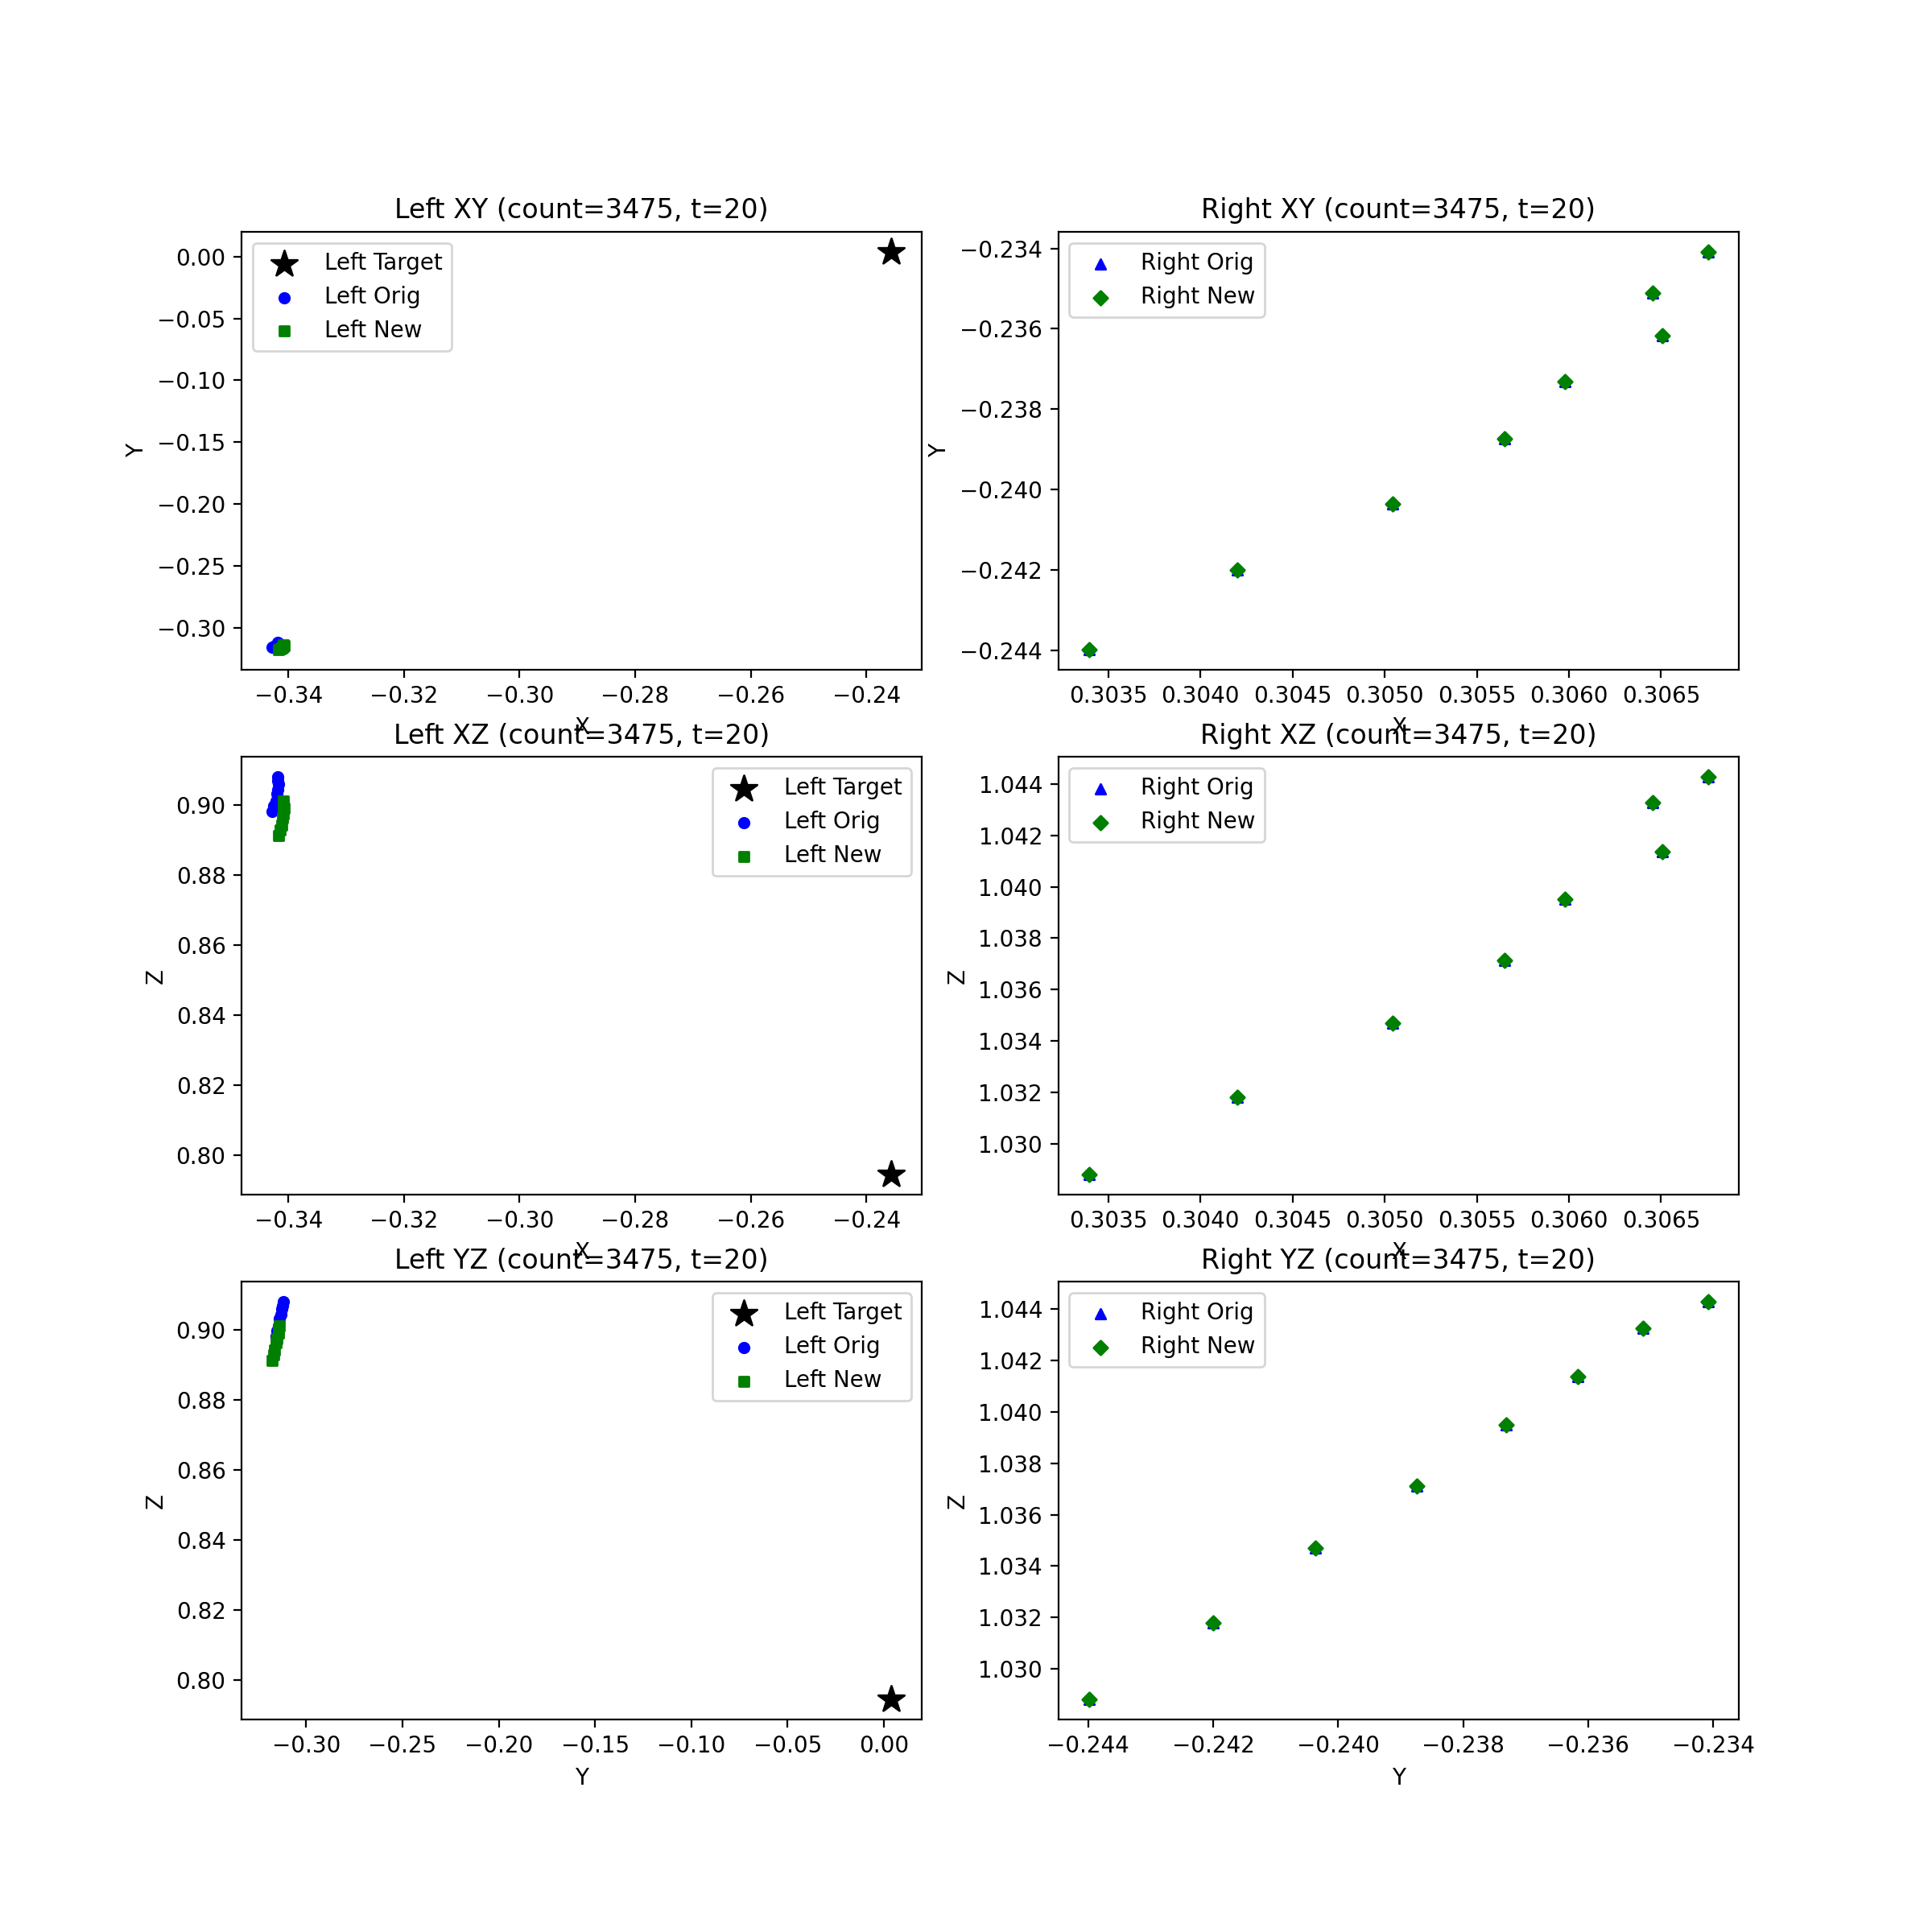 Left XY (count=3475, t=20)
Left Target
Left Orig
Left New
0.00
−0.05
−0.10
−0.15
−0.20
−0.25
−0.30
Y
−0.34 −0.32 −0.30 −0.28 −0.26 −0.24
X
Right XY (count=3475, t=20)
Right Orig
Right New
−0.234
−0.236
−0.238
−0.240
−0.242
−0.244
Y
0.3035 0.3040 0.3045 0.3050 0.3055 0.3060 0.3065
X
Left XZ (count=3475, t=20)
Left Target
Left Orig
Left New
0.90
0.88
0.86
0.84
0.82
0.80
Z
−0.34 −0.32 −0.30 −0.28 −0.26 −0.24
X
Right XZ (count=3475, t=20)
Right Orig
Right New
1.044
1.042
1.040
1.038
1.036
1.034
1.032
1.030
Z
0.3035 0.3040 0.3045 0.3050 0.3055 0.3060 0.3065
X
Left YZ (count=3475, t=20)
Left Target
Left Orig
Left New
0.90
0.88
0.86
0.84
0.82
0.80
Z
−0.30 −0.25 −0.20 −0.15 −0.10 −0.05 0.00
Y
Right YZ (count=3475, t=20)
Right Orig
Right New
1.044
1.042
1.040
1.038
1.036
1.034
1.032
1.030
Z
−0.244 −0.242 −0.240 −0.238 −0.236 −0.234
Y